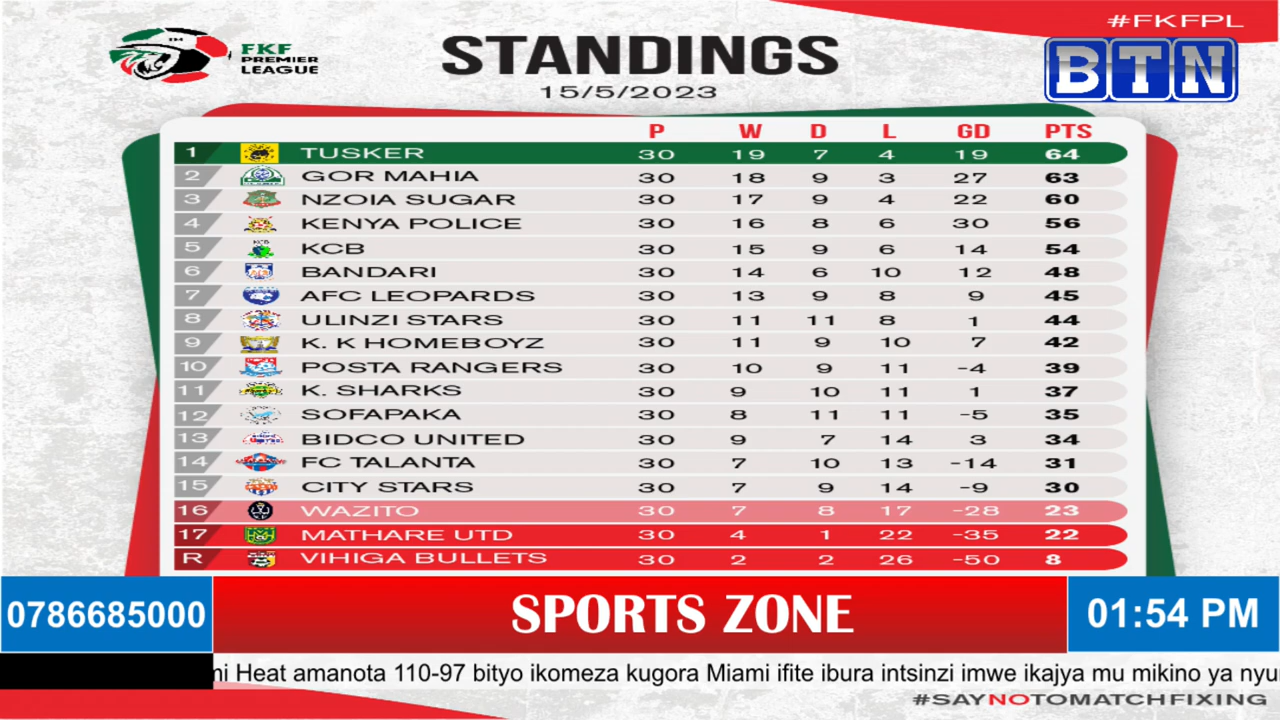 #FKFPL
FKF
PREMIER
LEAGUE
STANDINGS
15/5/2023
BTN
P W D L GD PTS
1 TUSKER 30 19 7 4 19 64
2 GOR MAHIA 30 18 9 3 27 63
3 NZOIA SUGAR 30 17 9 4 22 60
4 KENYA POLICE 30 16 8 6 30 56
5 KCB 30 15 9 6 14 54
6 BANDARI 30 14 6 10 12 48
7 AFC LEOPARDS 30 13 9 8 9 45
8 ULINZI STARS 30 11 11 8 1 44
9 K. K HOMEBOYZ 30 11 9 10 7 42
10 POSTA RANGERS 30 10 9 11 -4 39
11 K. SHARKS 30 9 10 11 1 37
12 SOFAPAKA 30 8 11 11 -5 35
13 BIDCO UNITED 30 9 7 14 3 34
14 FC TALANTA 30 7 10 13 -14 31
15 CITY STARS 30 7 9 14 -9 30
16 WAZITO 30 7 8 17 -28 23
17 MATHARE UTD 30 4 1 22 -35 22
R VIHIGA BULLETS 30 2 2 26 -50 8
0786685000 SPORTS ZONE 01:54 PM
mi Heat amanota 110-97 bityo ikomeza kugora Miami ifite ibura intsinzi imwe ikajya mu mikino ya nyu
#SAYNOTOMATCHFIXING